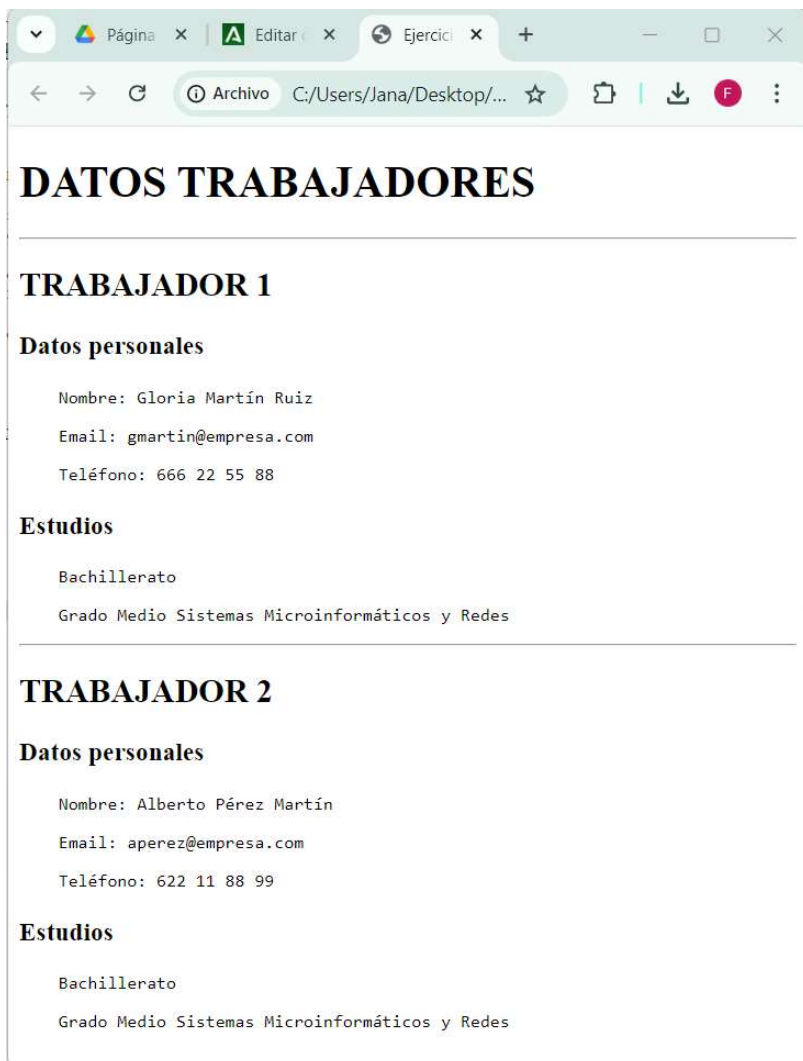 Página
Editar
Ejercici
Archivo C:/Users/Jana/Desktop/...
F
DATOS TRABAJADORES
TRABAJADOR 1
Datos personales
Nombre: Gloria Martín Ruiz
Email: gmartin@empresa.com
Teléfono: 666 22 55 88
Estudios
Bachillerato
Grado Medio Sistemas Microinformáticos y Redes
TRABAJADOR 2
Datos personales
Nombre: Alberto Pérez Martín
Email: aperez@empresa.com
Teléfono: 622 11 88 99
Estudios
Bachillerato
Grado Medio Sistemas Microinformáticos y Redes